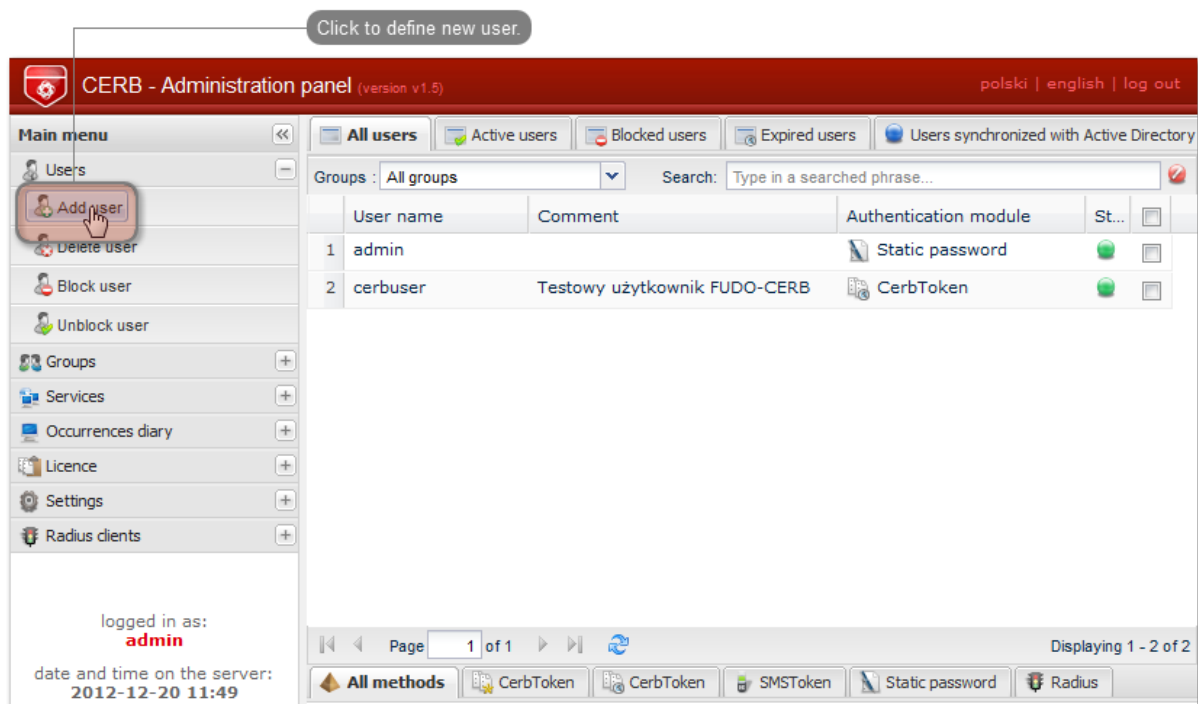 Click to define new user.
CERB - Administration panel (version v1.5)
polski | english | log out
Main menu
Users
Add user
Delete user
Block user
Unblock user
Groups
Services
Occurrences diary
Licence
Settings
Radius clients
logged in as:
admin
date and time on the server:
2012-12-20 11:49
All users Active users Blocked users Expired users Users synchronized with Active Directory
Groups : All groups Search: Type in a searched phrase...
User name Comment Authentication module St...
1 admin Static password
2 cerbuser Testowy użytkownik FUDO-CERB CerbToken
Page 1 of 1 Displaying 1 - 2 of 2
All methods CerbToken CerbToken SMSToken Static password Radius